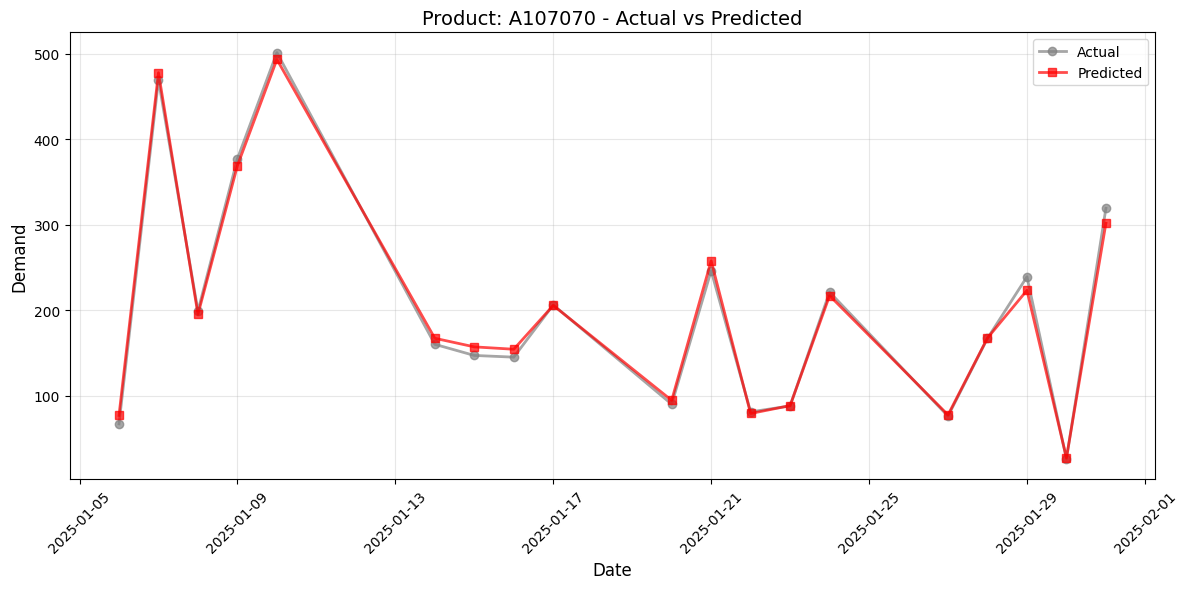 Product: A107070 - Actual vs Predicted
Actual
Predicted
Demand
500
400
300
200
100
2025-01-05
2025-01-09
2025-01-13
2025-01-17
2025-01-21
2025-01-25
2025-01-29
2025-02-01
Date